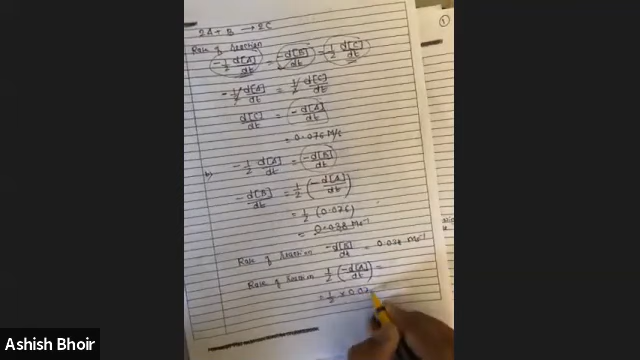 2A + B → 2C
Rate of Reaction
-1/2 d[A]/dt = -d[B]/dt = 1/2 d[C]/dt
-1/2 d[A]/dt = 1/2 d[C]/dt
d[C]/dt = -d[A]/dt
= 0.076 M/s
b) -1/2 d[A]/dt = -d[B]/dt
-d[B]/dt = 1/2 (-d[A]/dt)
= 1/2 (0.076)
= 0.038 Ms-1
Rate of Reaction -d[B]/dt = 0.038 Ms-1
Rate of Reaction 1/2 (-d[A]/dt) =
= 1/2 × 0.07
1
Ashish Bhoir